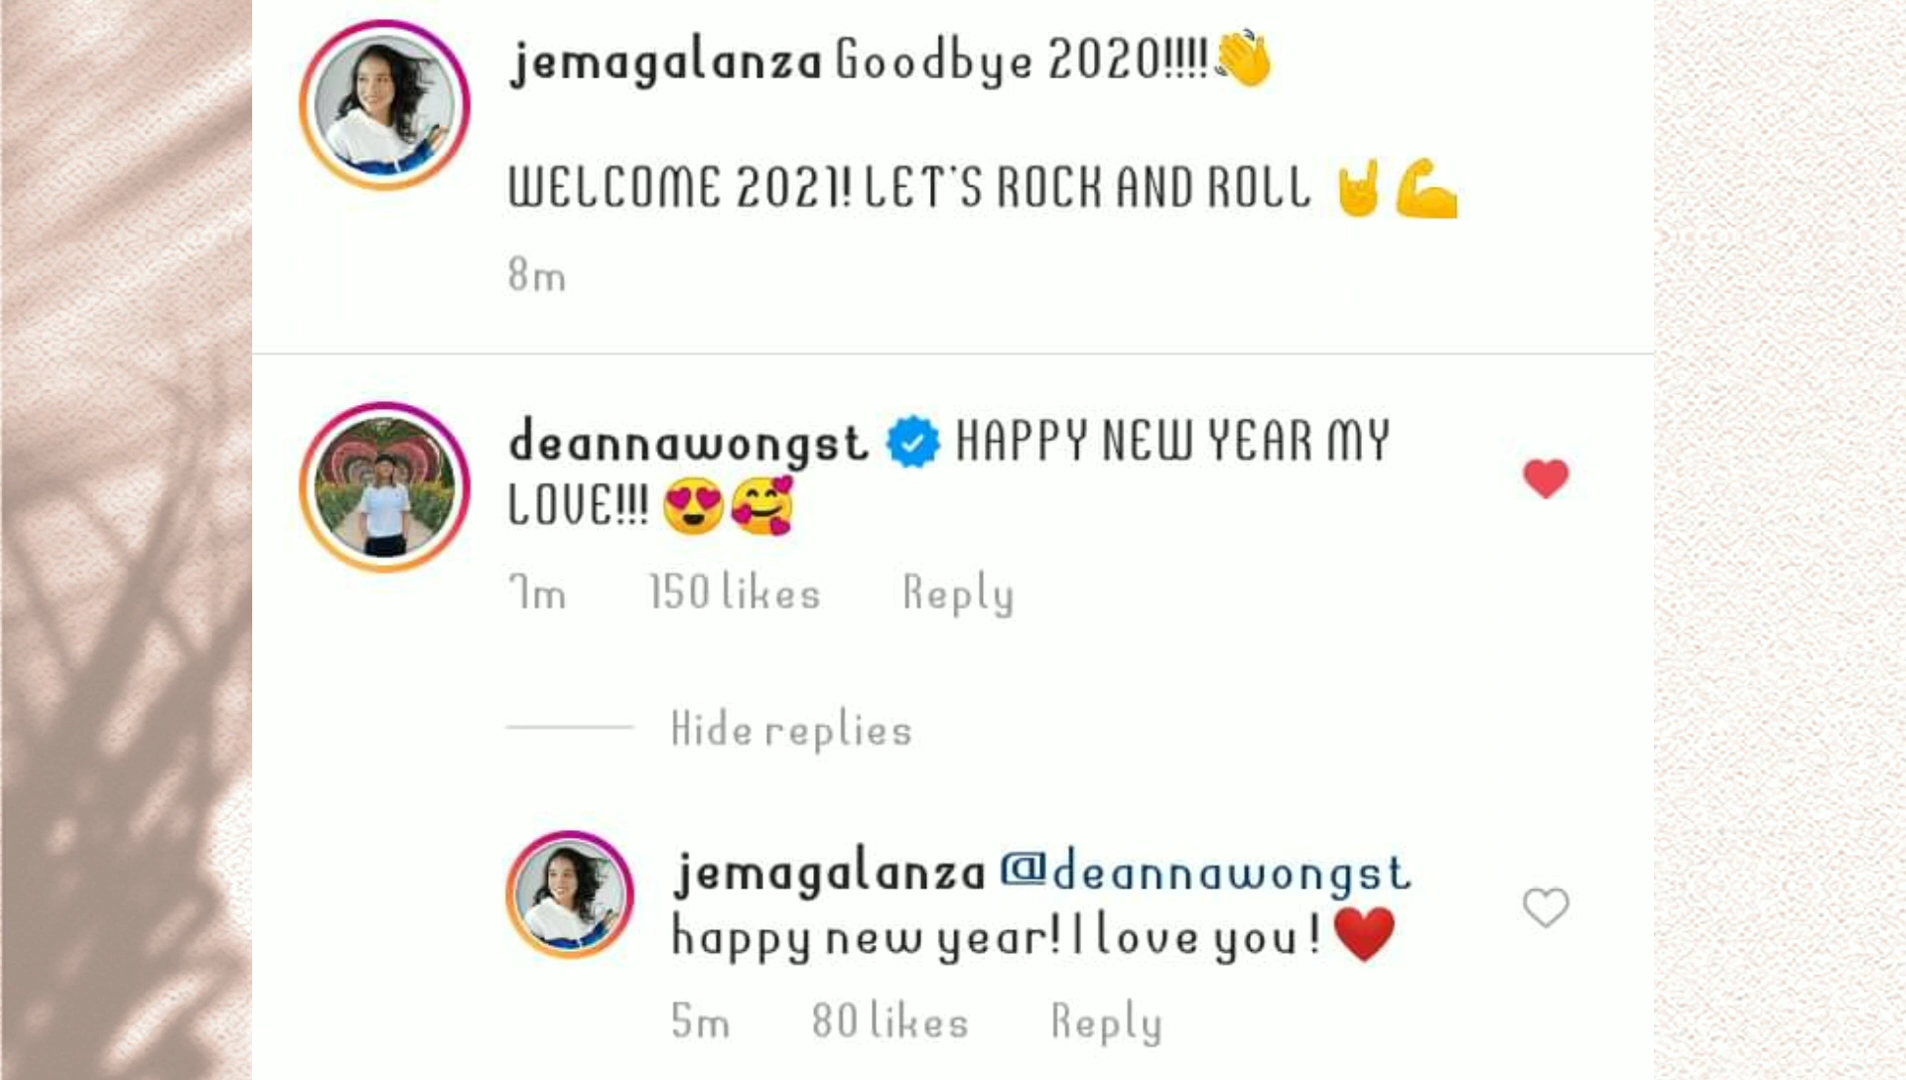 jemagalanza Goodbye 2020!!!!👋
WELCOME 2021! LET'S ROCK AND ROLL 🤘💪
8m
deannawongst HAPPY NEW YEAR MY
LOVE!!! 😍🥰
7m 150 likes Reply
Hide replies
jemagalanza @deannawongst
happy new year! I love you! ❤️
5m 80 likes Reply